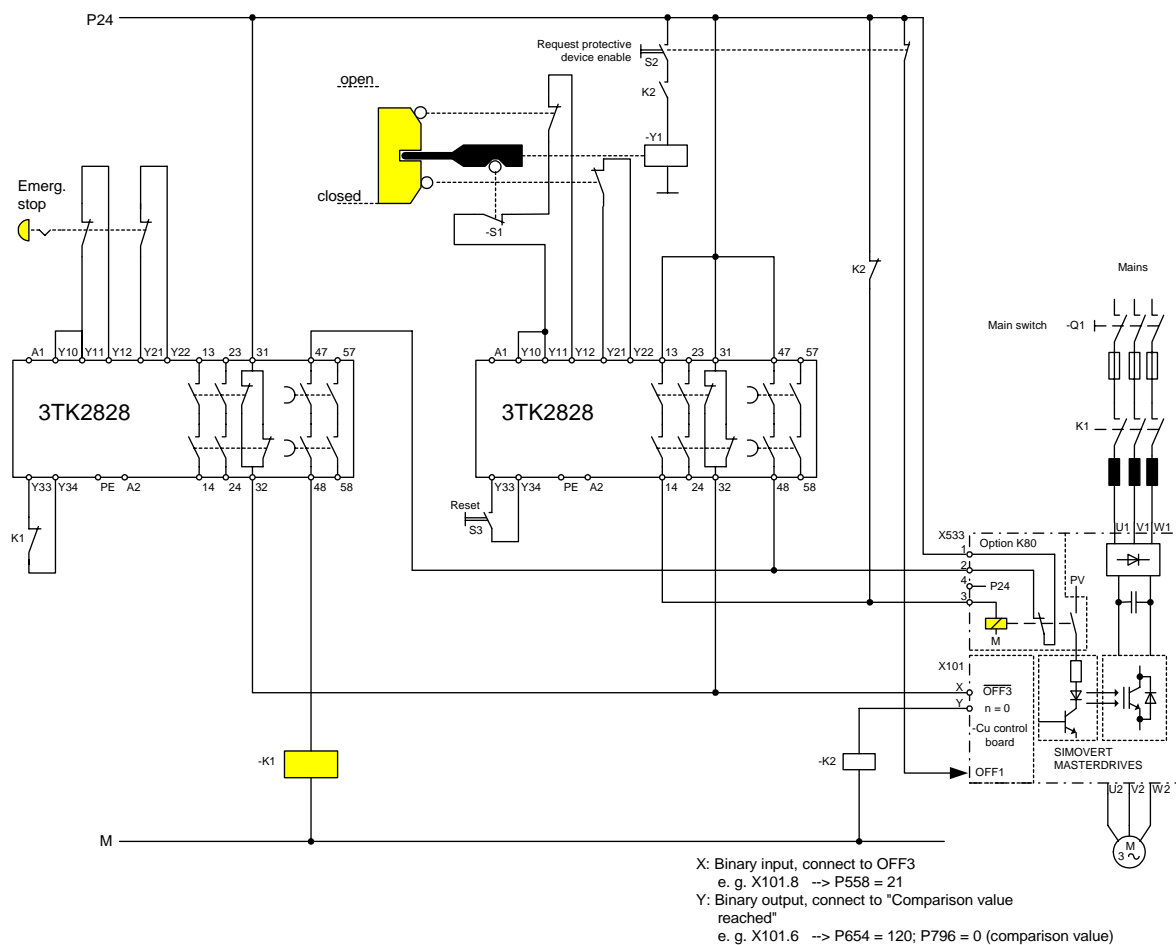 P24
Request protective
device enable
S2
K2
open
-Y1
closed
-S1
Emerg.
stop
K2
Mains
Main switch
-Q1
A1 Y10 Y11 Y12 Y21 Y22 13 23 31 47 57
3TK2828
Y33 Y34 PE A2 14 24 32 48 58
K1
A1 Y10 Y11 Y12 Y21 Y22 13 23 31 47 57
3TK2828
Y33 Y34 PE A2 14 24 32 48 58
Reset
S3
K1
U1 V1 W1
X533
Option K80
1
2
4
P24
3
PV
M
X101
X
OFF3
Y
n = 0
-Cu control
board
OFF1
SIMOVERT
MASTERDRIVES
U2 V2 W2
M
3 ~
-K1
-K2
M
X: Binary input, connect to OFF3
e. g. X101.8 --> P558 = 21
Y: Binary output, connect to "Comparison value
reached"
e. g. X101.6 --> P654 = 120; P796 = 0 (comparison value)